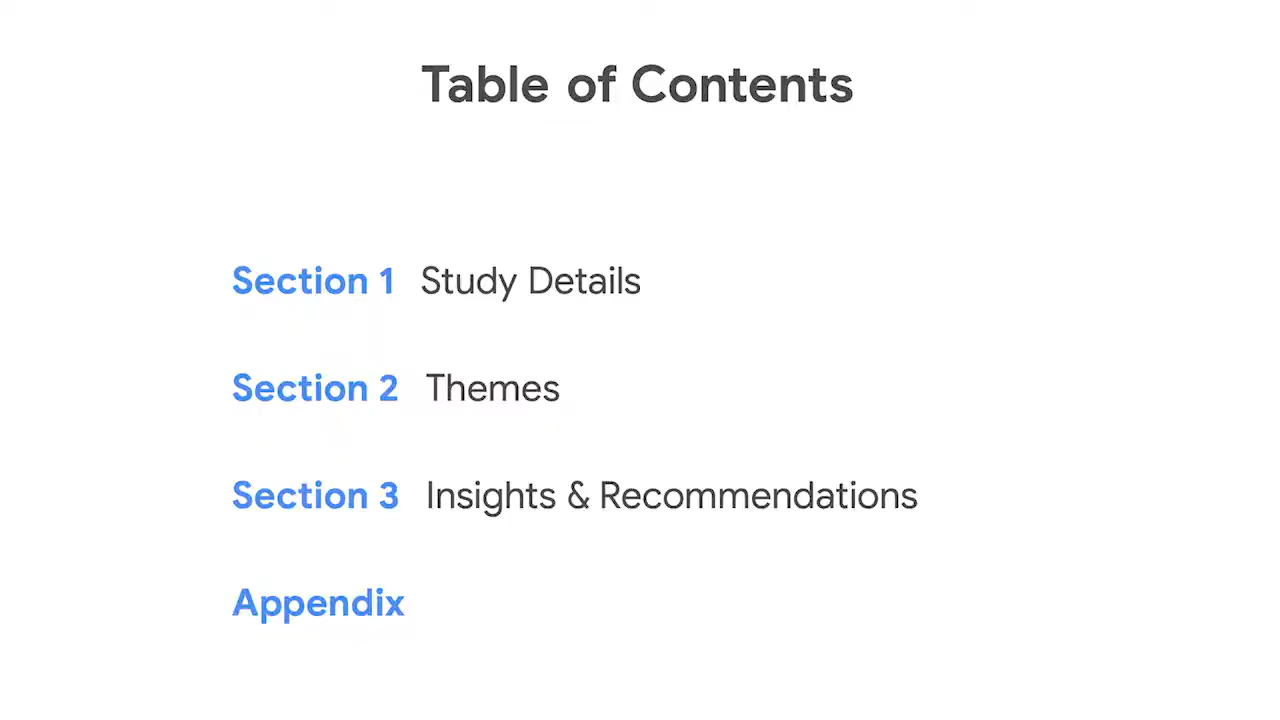 Table of Contents
Section 1 Study Details
Section 2 Themes
Section 3 Insights & Recommendations
Appendix